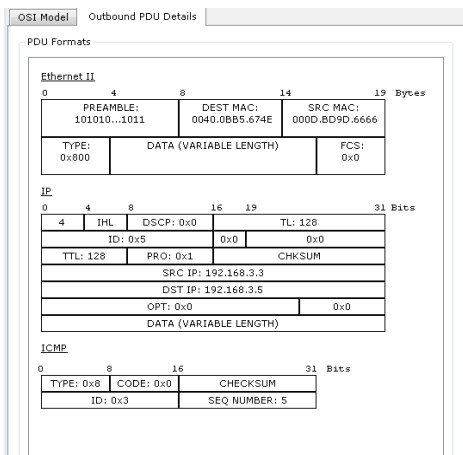 OSI Model Outbound PDU Details
PDU Formats
Ethernet II
0 4 8 14 19 Bytes
PREAMBLE: DEST MAC: SRC MAC:
101010...1011 0040.0BB5.674E 000D.BD9D.6666
TYPE: DATA (VARIABLE LENGTH) FCS:
0x800 0x0
IP
0 4 8 16 19 31 Bits
4 IHL DSCP: 0x0 TL: 128
ID: 0x5 0x0 0x0
TTL: 128 PRO: 0x1 CHKSUM
SRC IP: 192.168.3.3
DST IP: 192.168.3.5
OPT: 0x0 0x0
DATA (VARIABLE LENGTH)
ICMP
0 8 16 31 Bits
TYPE: 0x8 CODE: 0x0 CHECKSUM
ID: 0x3 SEQ NUMBER: 5